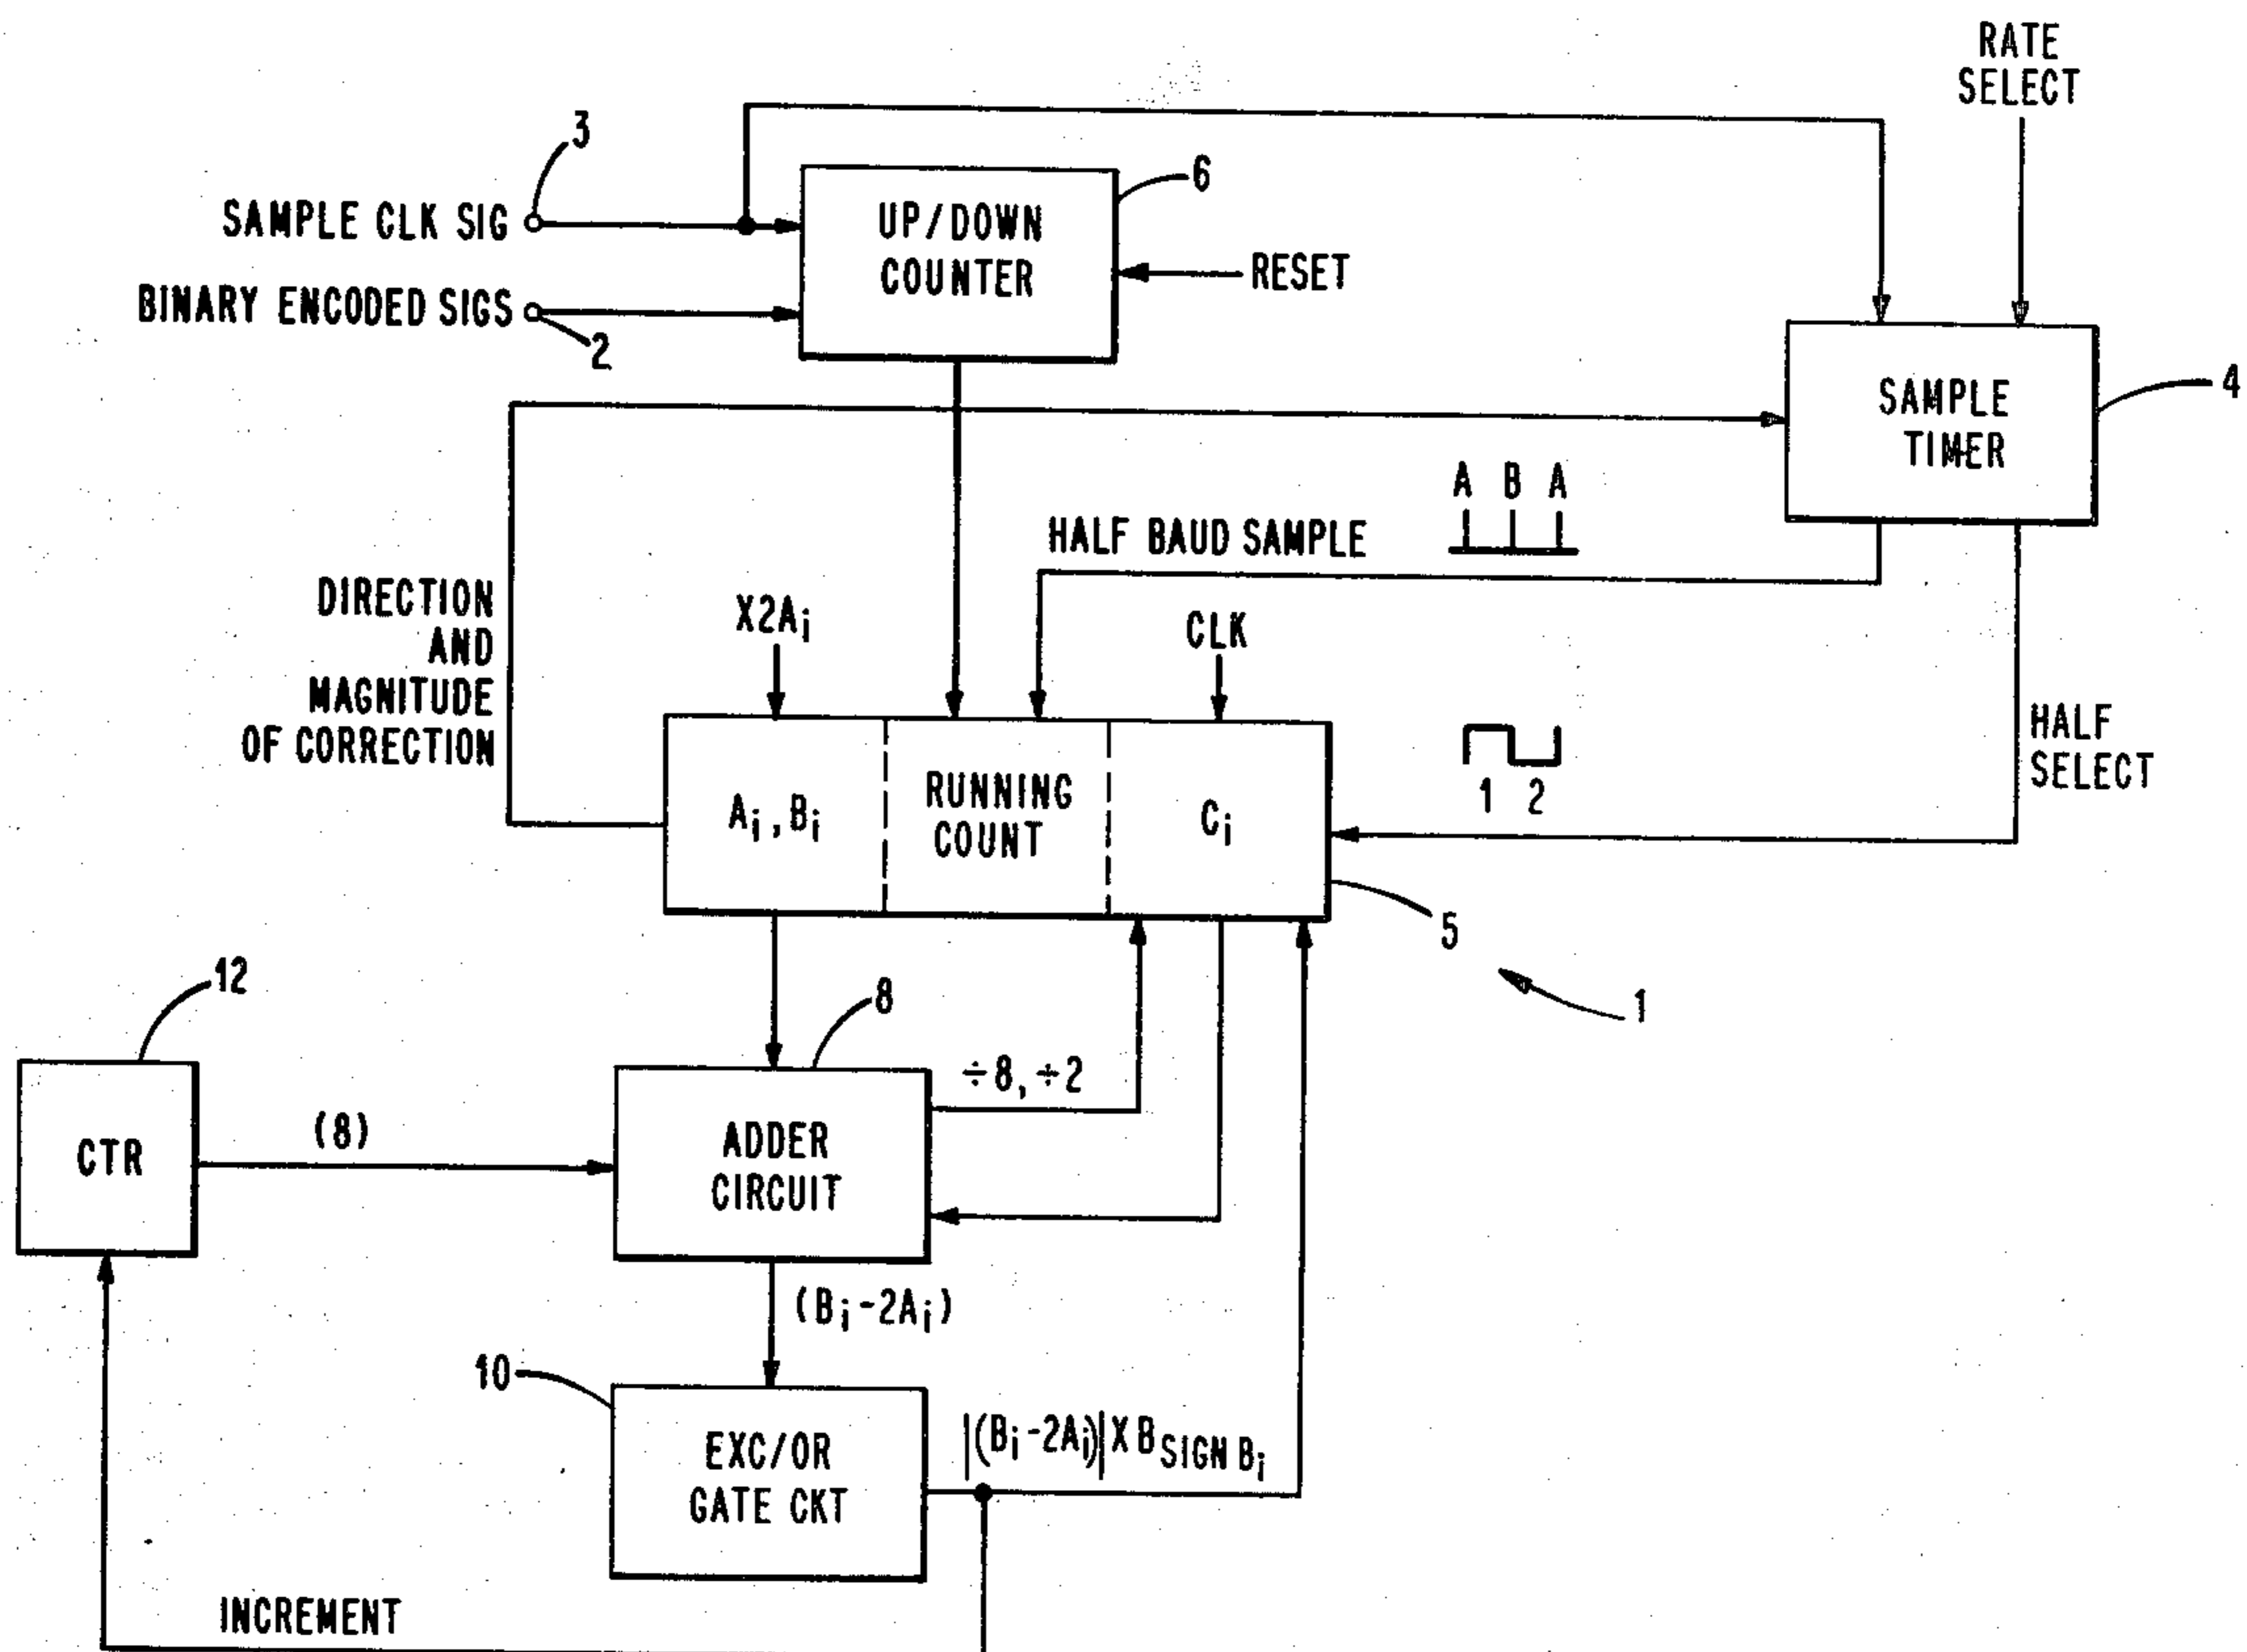 RATE
SELECT
3
6
SAMPLE CLK SIG
UP/DOWN
COUNTER
RESET
BINARY ENCODED SIGS
2
SAMPLE
TIMER
4
A B A
HALF BAUD SAMPLE
DIRECTION
AND
MAGNITUDE
OF CORRECTION
X2Ai
CLK
HALF
SELECT
1 2
Ai, Bi
RUNNING
COUNT
Ci
5
1
12
8
÷8, ÷2
(8)
CTR
ADDER
CIRCUIT
(Bi-2Ai)
10
EXC/OR
GATE CKT
|(Bi-2Ai)|XBSIGN Bi
INCREMENT